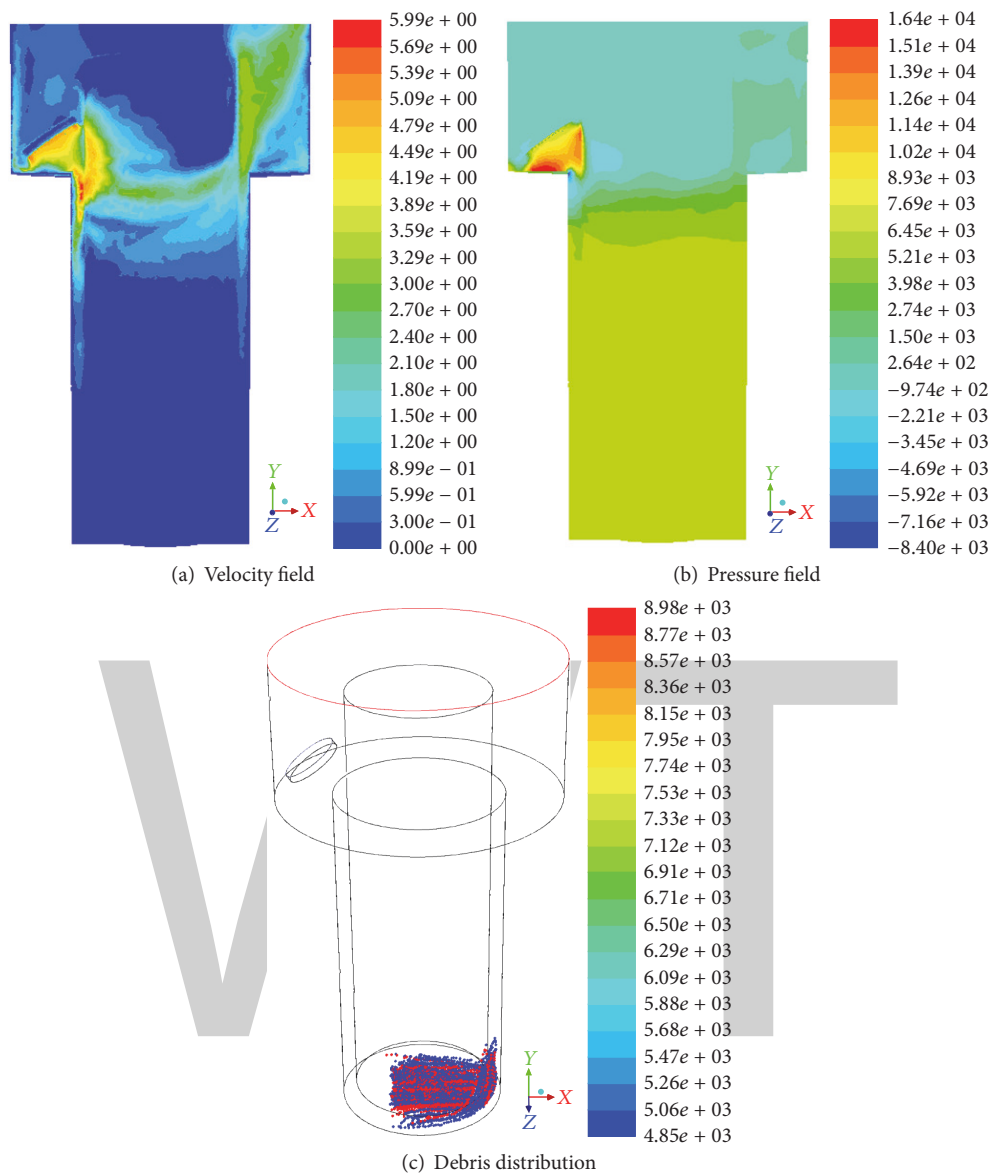 5.99e + 00
5.69e + 00
5.39e + 00
5.09e + 00
4.79e + 00
4.49e + 00
4.19e + 00
3.89e + 00
3.59e + 00
3.29e + 00
3.00e + 00
2.70e + 00
2.40e + 00
2.10e + 00
1.80e + 00
1.50e + 00
1.20e + 00
8.99e − 01
5.99e − 01
3.00e − 01
0.00e + 00
Y
X
Z
(a) Velocity field
1.64e + 04
1.51e + 04
1.39e + 04
1.26e + 04
1.14e + 04
1.02e + 04
8.93e + 03
7.69e + 03
6.45e + 03
5.21e + 03
3.98e + 03
2.74e + 03
1.50e + 03
2.64e + 02
−9.74e + 02
−2.21e + 03
−3.45e + 03
−4.69e + 03
−5.92e + 03
−7.16e + 03
−8.40e + 03
Y
X
Z
(b) Pressure field
8.98e + 03
8.77e + 03
8.57e + 03
8.36e + 03
8.15e + 03
7.95e + 03
7.74e + 03
7.53e + 03
7.33e + 03
7.12e + 03
6.91e + 03
6.71e + 03
6.50e + 03
6.29e + 03
6.09e + 03
5.88e + 03
5.68e + 03
5.47e + 03
5.26e + 03
5.06e + 03
4.85e + 03
Y
X
Z
(c) Debris distribution